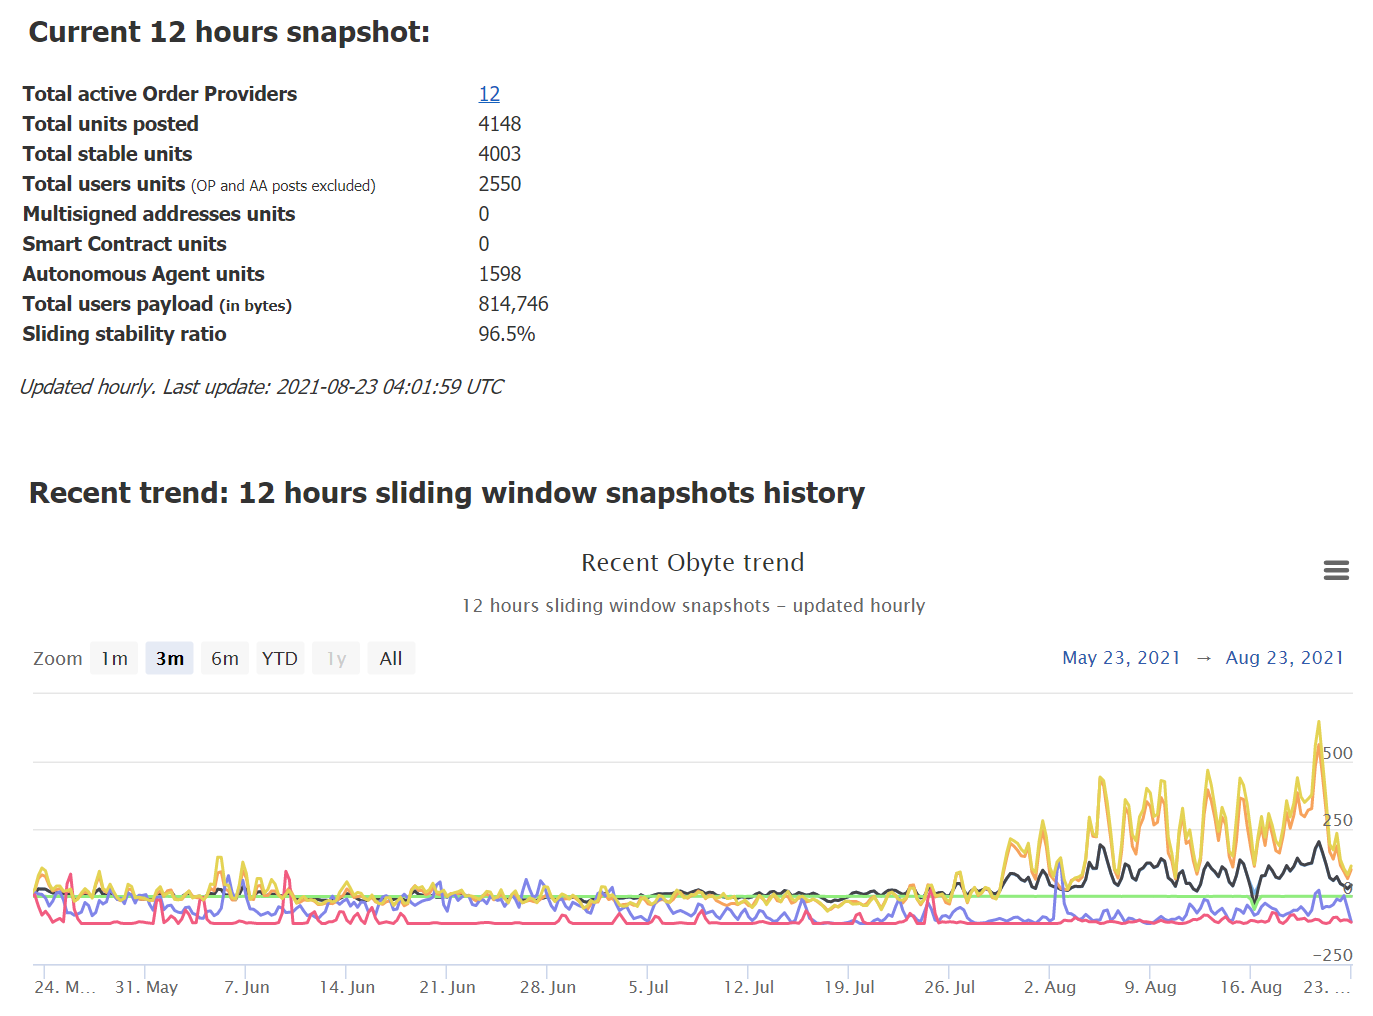 Current 12 hours snapshot:
Total active Order Providers 12
Total units posted 4148
Total stable units 4003
Total users units (OP and AA posts excluded) 2550
Multisigned addresses units 0
Smart Contract units 0
Autonomous Agent units 1598
Total users payload (in bytes) 814,746
Sliding stability ratio 96.5%
Updated hourly. Last update: 2021-08-23 04:01:59 UTC
Recent trend: 12 hours sliding window snapshots history
Recent Obyte trend
12 hours sliding window snapshots - updated hourly
Zoom 1m 3m 6m YTD 1y All May 23, 2021 → Aug 23, 2021
500
250
0
-250
24. M... 31. May 7. Jun 14. Jun 21. Jun 28. Jun 5. Jul 12. Jul 19. Jul 26. Jul 2. Aug 9. Aug 16. Aug 23. ...